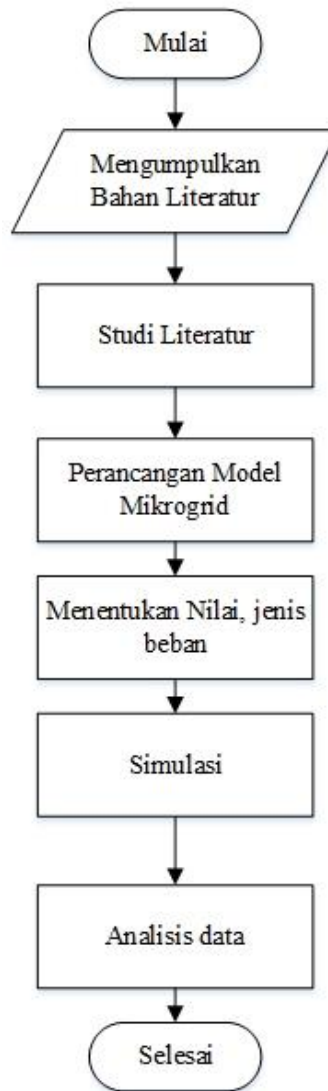 Mulai
Mengumpulkan
Bahan Literatur
Studi Literatur
Perancangan Model
Mikrogrid
Menentukan Nilai, jenis
beban
Simulasi
Analisis data
Selesai